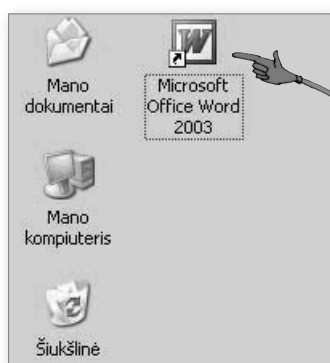 Mano
dokumentai
Microsoft
Office Word
2003
Mano
kompiuteris
Šiukšlinė